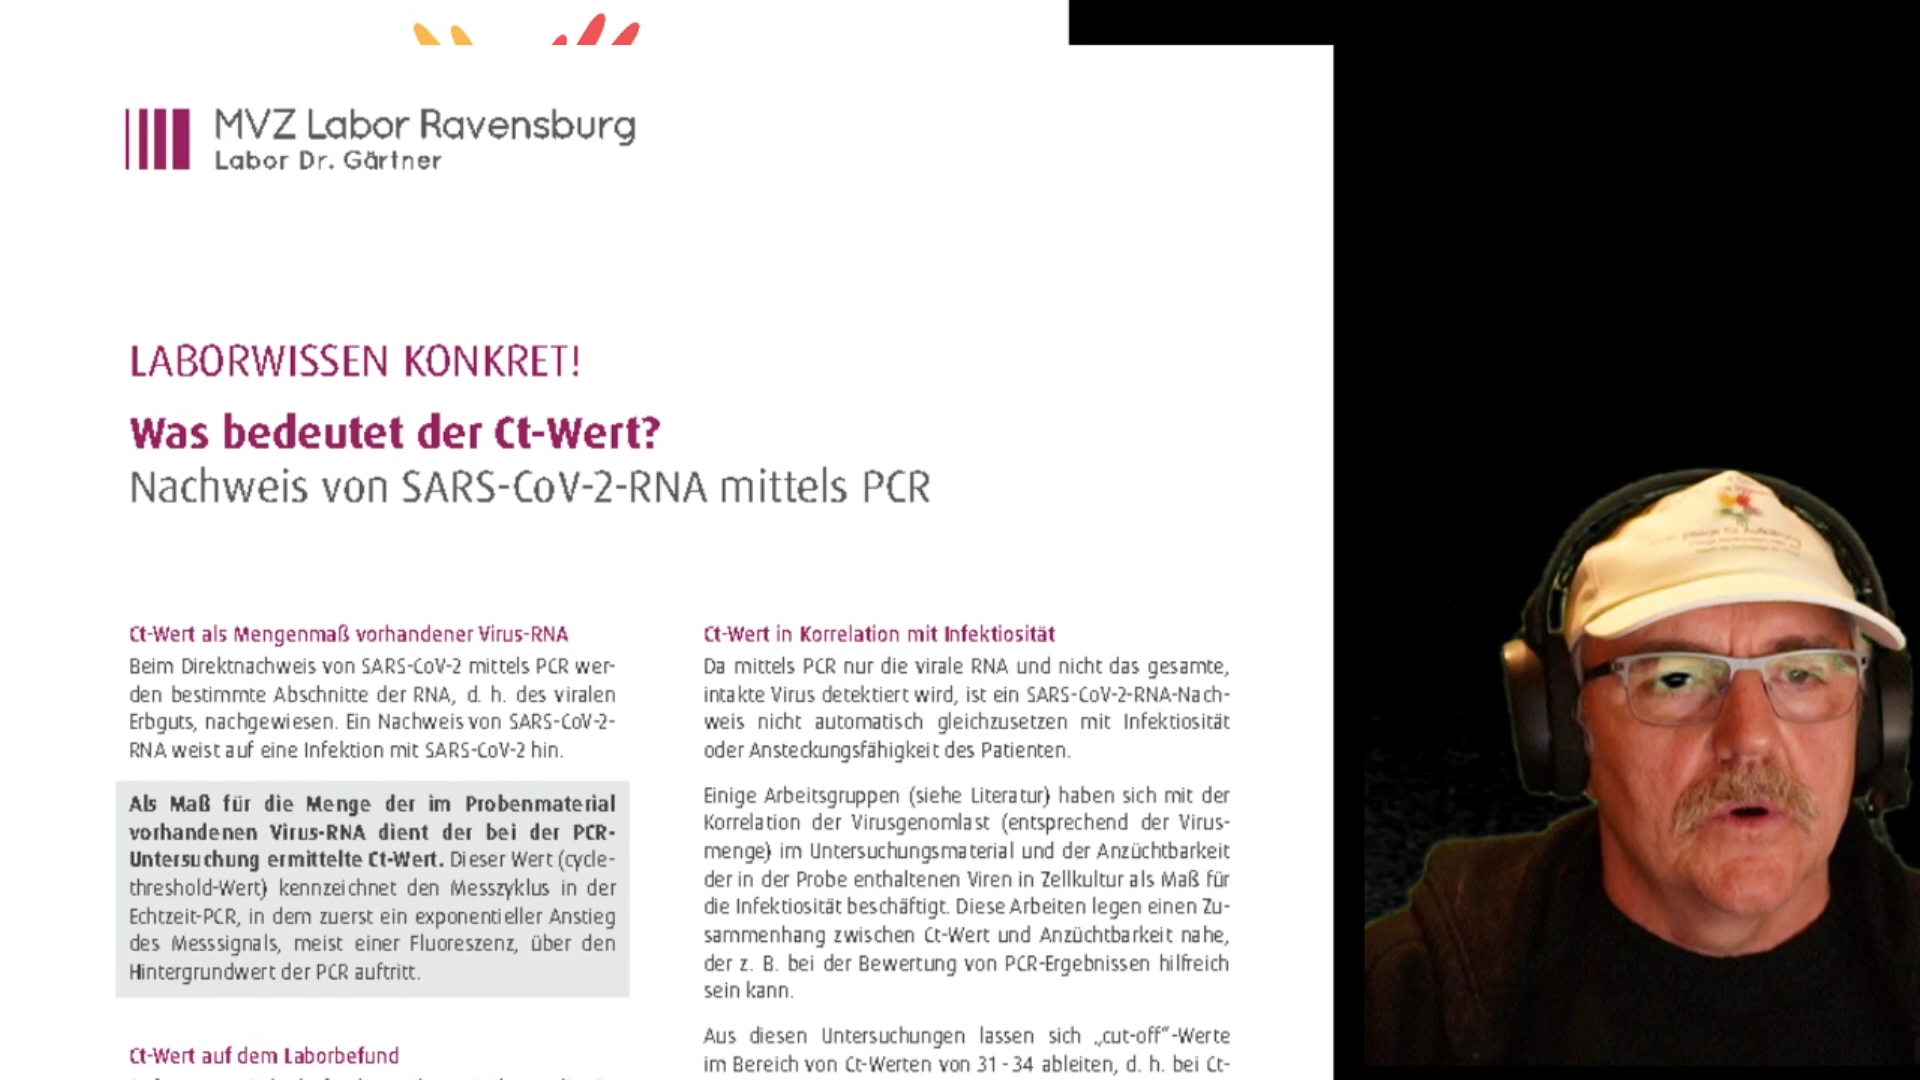 MVZ Labor Ravensburg
Labor Dr. Gärtner
LABORWISSEN KONKRET!
Was bedeutet der Ct-Wert?
Nachweis von SARS-CoV-2-RNA mittels PCR
Ct-Wert als Mengenmaß vorhandener Virus-RNA
Beim Direktnachweis von SARS-CoV-2 mittels PCR wer-
den bestimmte Abschnitte der RNA, d. h. des viralen
Erbguts, nachgewiesen. Ein Nachweis von SARS-CoV-2-
RNA weist auf eine Infektion mit SARS-CoV-2 hin.
Als Maß für die Menge der im Probenmaterial
vorhandenen Virus-RNA dient der bei der PCR-
Untersuchung ermittelte Ct-Wert. Dieser Wert (cycle-
threshold-Wert) kennzeichnet den Messzyklus in der
Echtzeit-PCR, in dem zuerst ein exponentieller Anstieg
des Messsignals, meist einer Fluoreszenz, über den
Hintergrundwert der PCR auftritt.
Ct-Wert auf dem Laborbefund
Ct-Wert in Korrelation mit Infektiosität
Da mittels PCR nur die virale RNA und nicht das gesamte,
intakte Virus detektiert wird, ist ein SARS-CoV-2-RNA-Nach-
weis nicht automatisch gleichzusetzen mit Infektiosität
oder Ansteckungsfähigkeit des Patienten.
Einige Arbeitsgruppen (siehe Literatur) haben sich mit der
Korrelation der Virusgenomlast (entsprechend der Virus-
menge) im Untersuchungsmaterial und der Anzüchtbarkeit
der in der Probe enthaltenen Viren in Zellkultur als Maß für
die Infektiosität beschäftigt. Diese Arbeiten legen einen Zu-
sammenhang zwischen Ct-Wert und Anzüchtbarkeit nahe,
der z. B. bei der Bewertung von PCR-Ergebnissen hilfreich
sein kann.
Aus diesen Untersuchungen lassen sich „cut-off“-Werte
im Bereich von Ct-Werten von 31 - 34 ableiten, d. h. bei Ct-